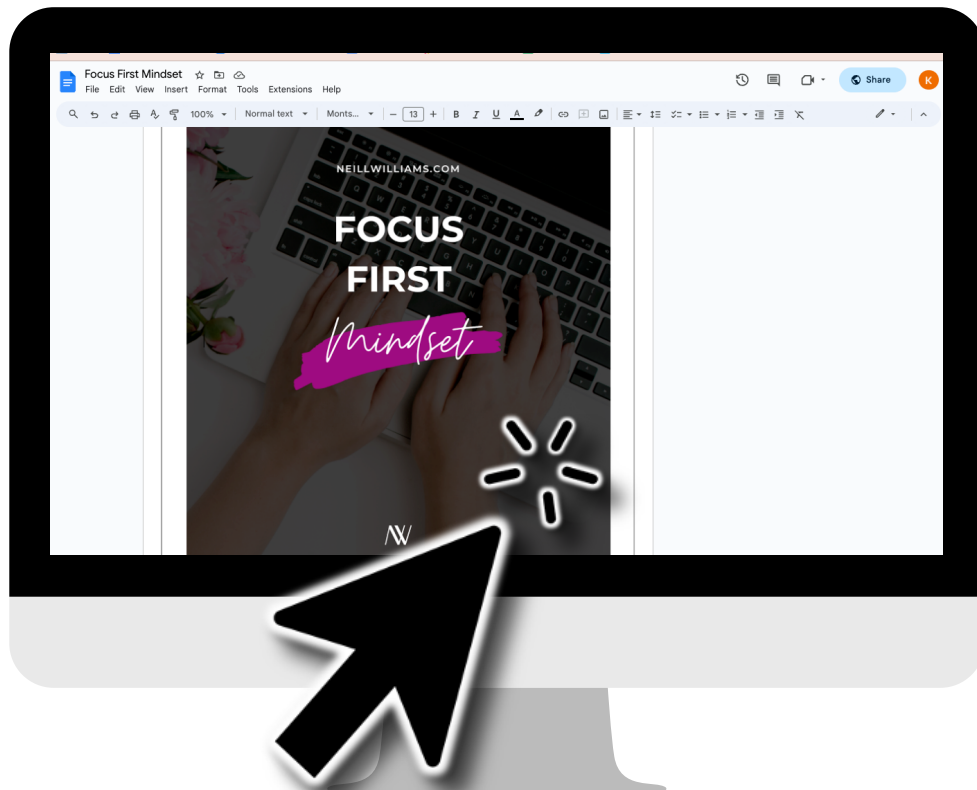 Focus First Mindset
File Edit View Insert Format Tools Extensions Help
Share
K
100% Normal text Monts... – 13 + B I U A
NEILLWILLIAMS.COM
FOCUS
FIRST
Mindset
NW